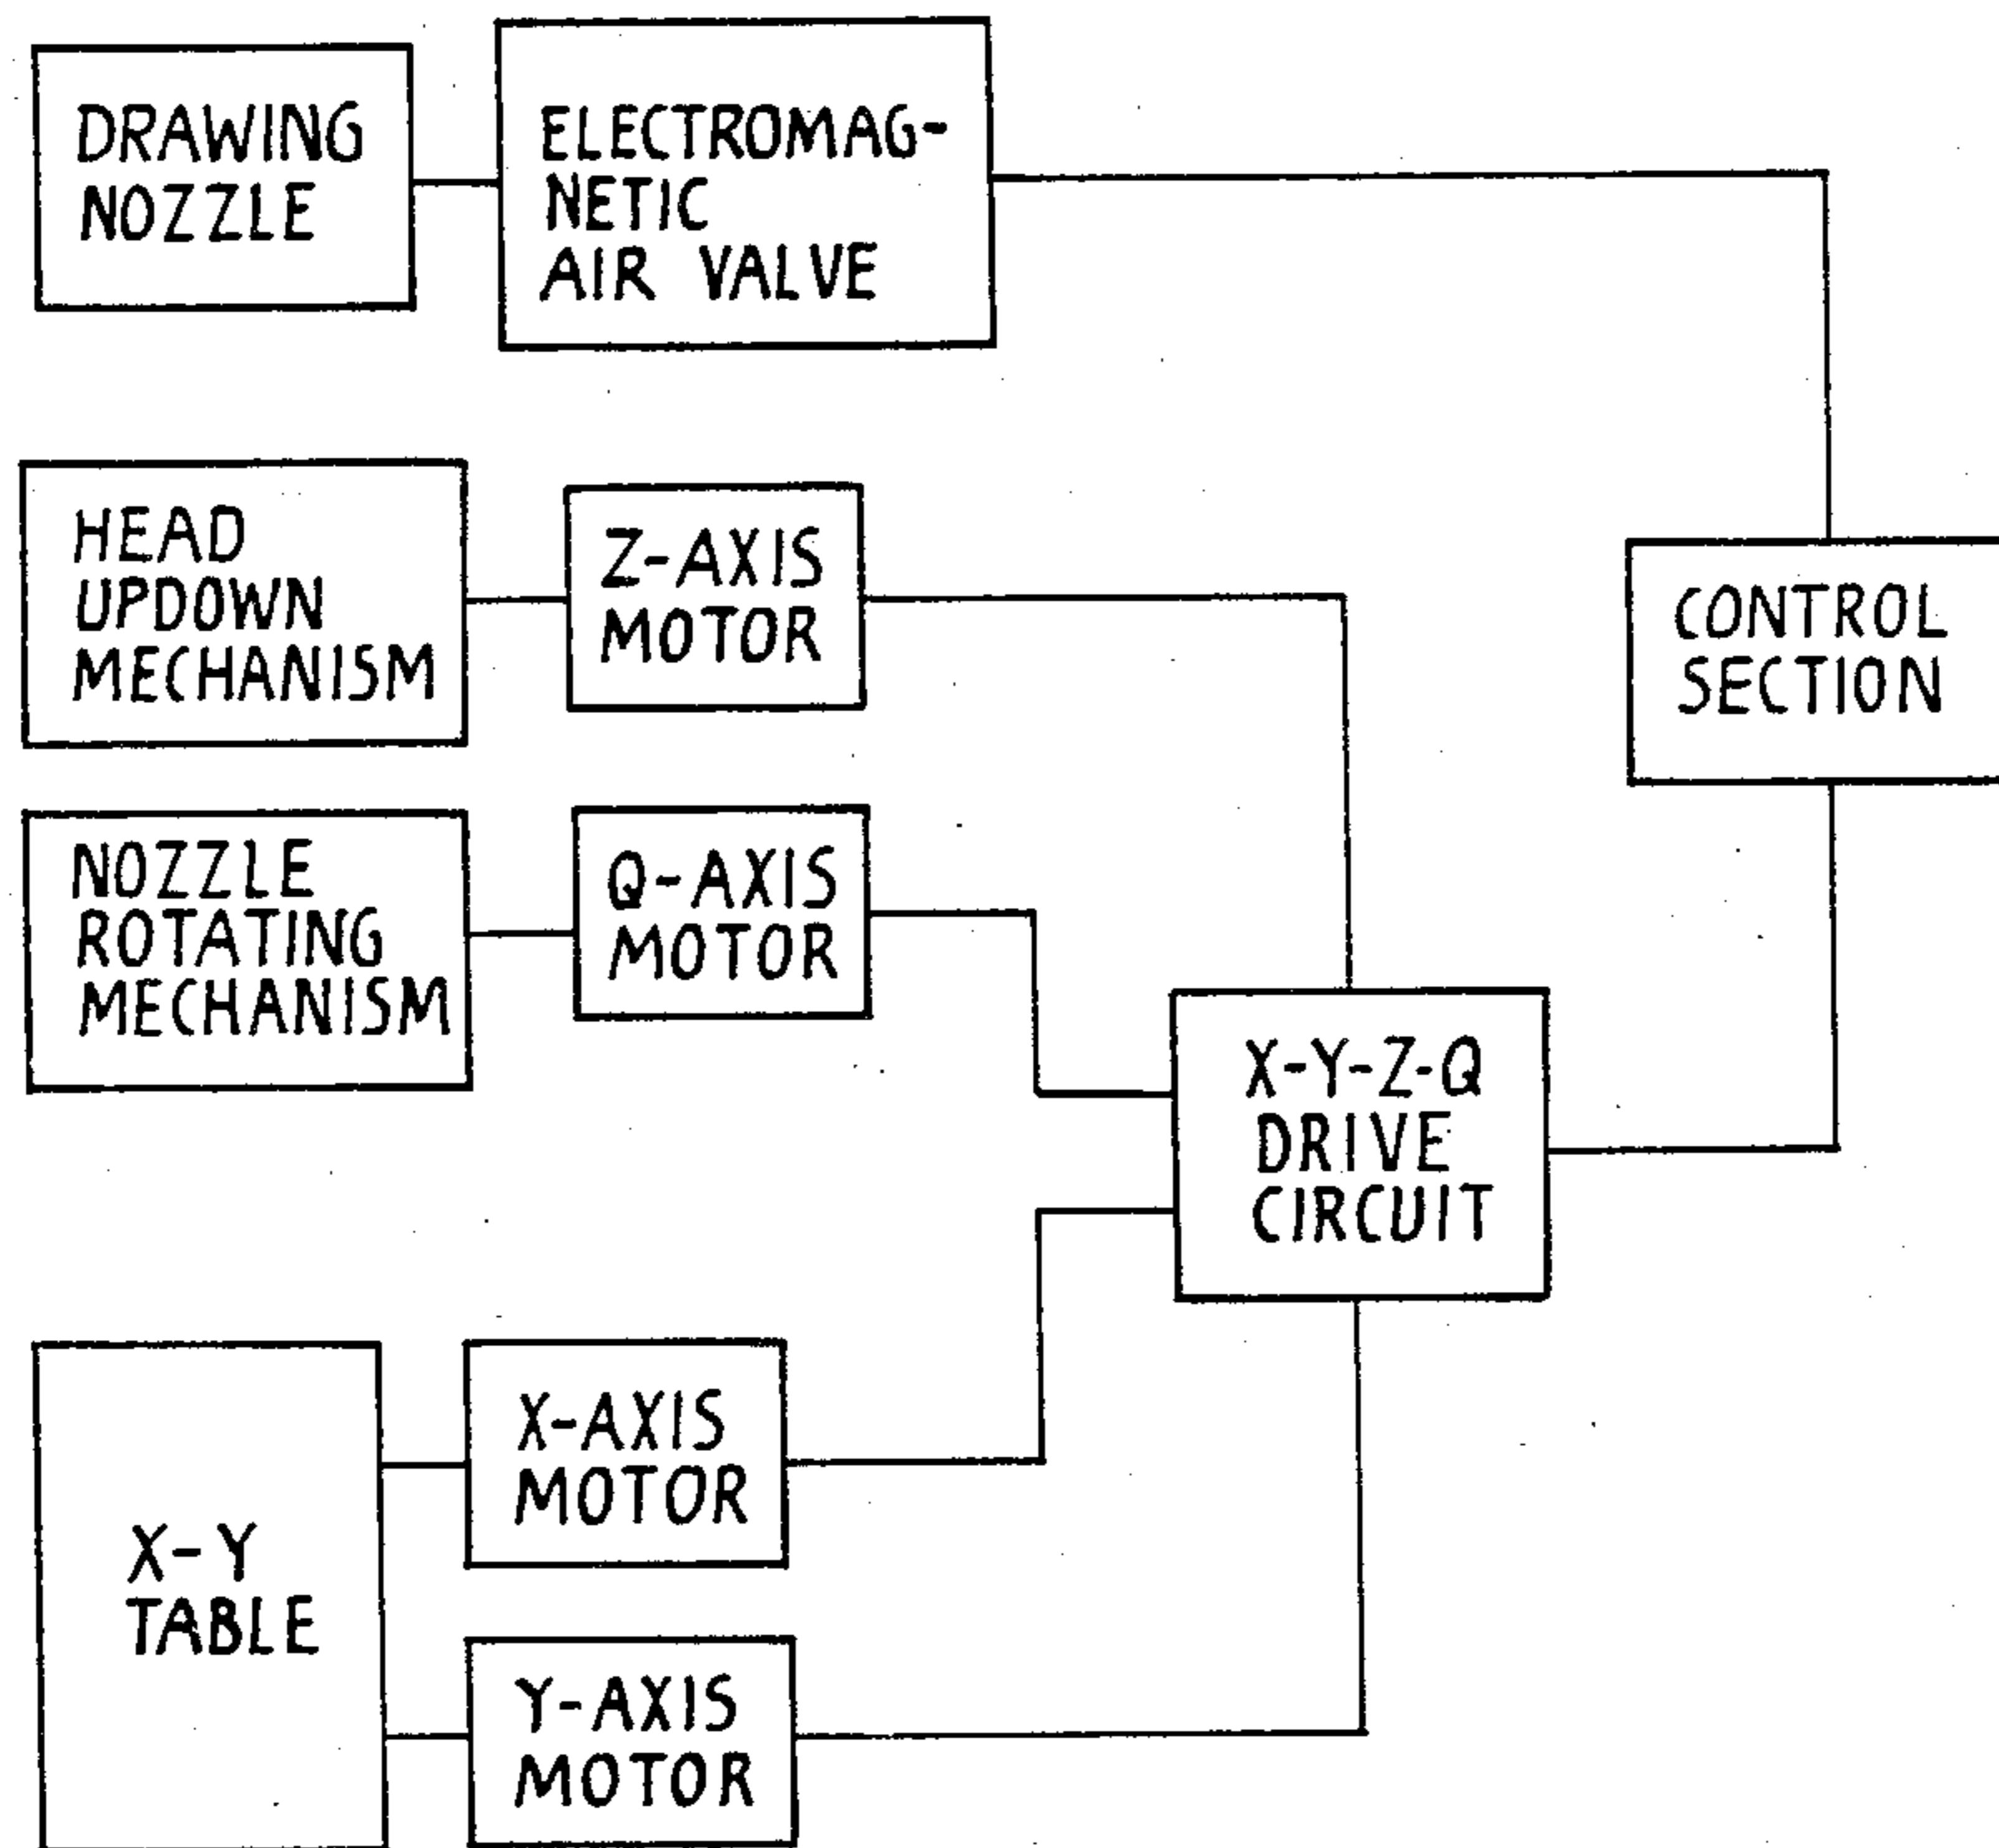 DRAWING
NOZZLE
ELECTROMAG-
NETIC
AIR VALVE
HEAD
UPDOWN
MECHANISM
Z-AXIS
MOTOR
CONTROL
SECTION
NOZZLE
ROTATING
MECHANISM
Q-AXIS
MOTOR
X-Y-Z-Q
DRIVE
CIRCUIT
X-Y
TABLE
X-AXIS
MOTOR
Y-AXIS
MOTOR